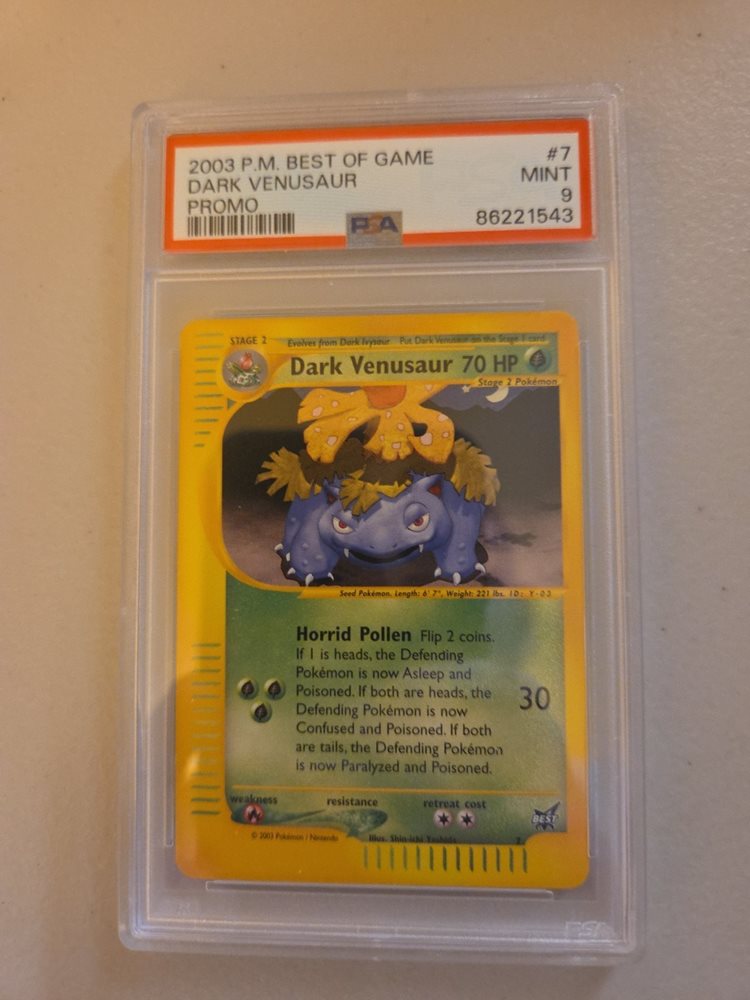 2003 P.M. BEST OF GAME #7
DARK VENUSAUR MINT
PROMO 9
PSA 86221543
STAGE 2 Evolves from Dark Ivysaur Put Dark Venusaur on the Stage 1 card
Dark Venusaur 70 HP
Stage 2 Pokémon
Seed Pokémon. Length: 6' 7", Weight: 221 lbs. ID: Y-03
Horrid Pollen Flip 2 coins.
If 1 is heads, the Defending
Pokémon is now Asleep and
Poisoned. If both are heads, the
Defending Pokémon is now 30
Confused and Poisoned. If both
are tails, the Defending Pokémon
is now Paralyzed and Poisoned.
weakness resistance retreat cost
BEST
© 2003 Pokémon / Nintendo Illus. Shin-ichi Yoshida 7
PSA